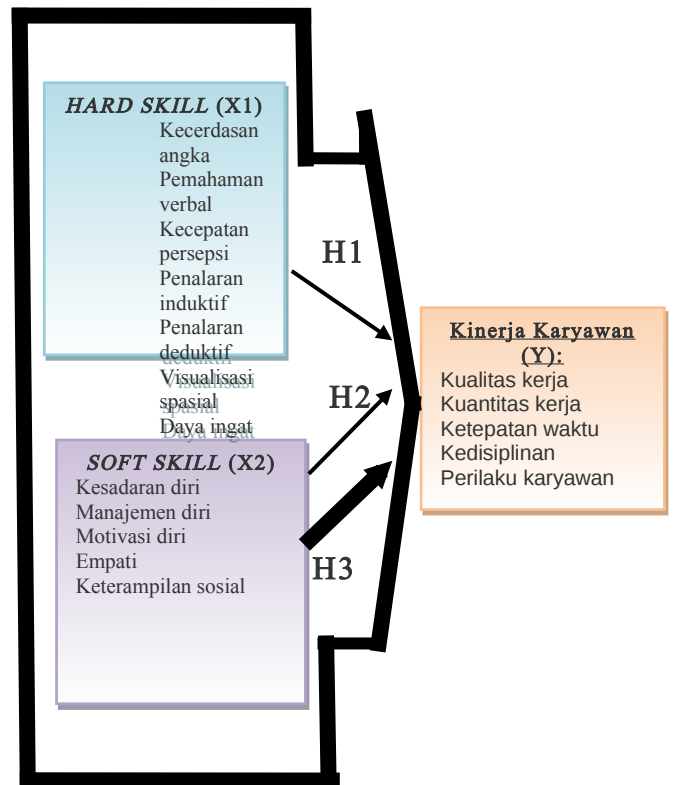 HARD SKILL (X1)
Kecerdasan
angka
Pemahaman
verbal
Kecepatan
persepsi
Penalaran
induktif
Penalaran
deduktif
Visualisasi
spasial
Daya ingat
H1
H2
SOFT SKILL (X2)
Kesadaran diri
Manajemen diri
Motivasi diri
Empati
Keterampilan sosial
H3
Kinerja Karyawan
(Y):
Kualitas kerja
Kuantitas kerja
Ketepatan waktu
Kedisiplinan
Perilaku karyawan